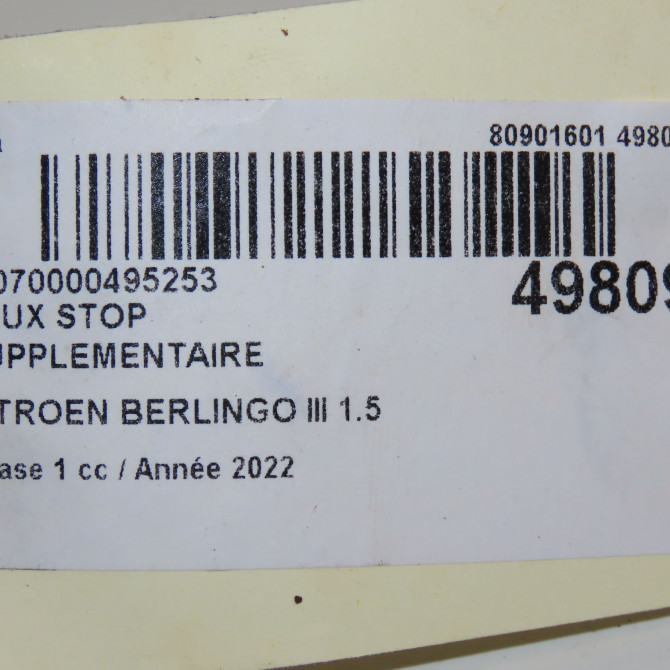 80901601 4980
070000495253
49809
UX STOP
UPPLEMENTAIRE
TROEN BERLINGO III 1.5
ase 1 cc / Année 2022